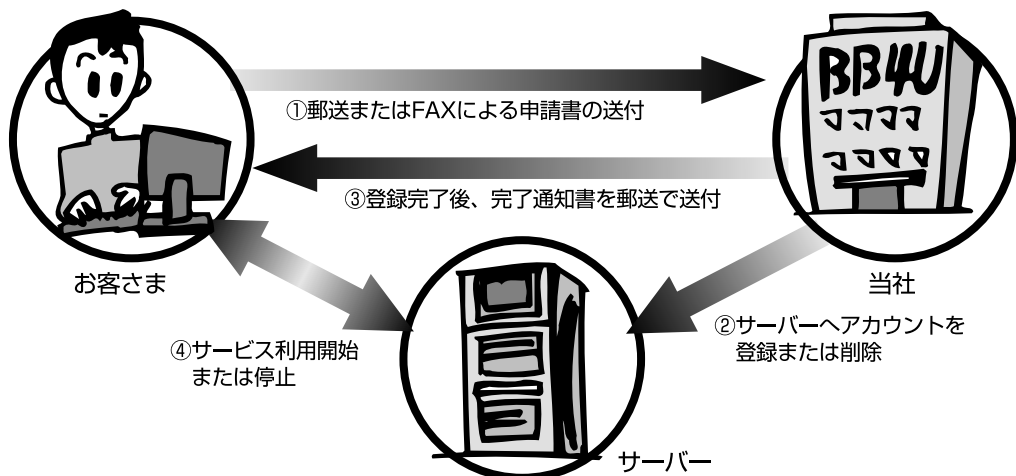 BB4U
①郵送またはFAXによる申請書の送付
③登録完了後、完了通知書を郵送で送付
お客さま
当社
②サーバーへアカウントを
登録または削除
④サービス利用開始
または停止
サーバー